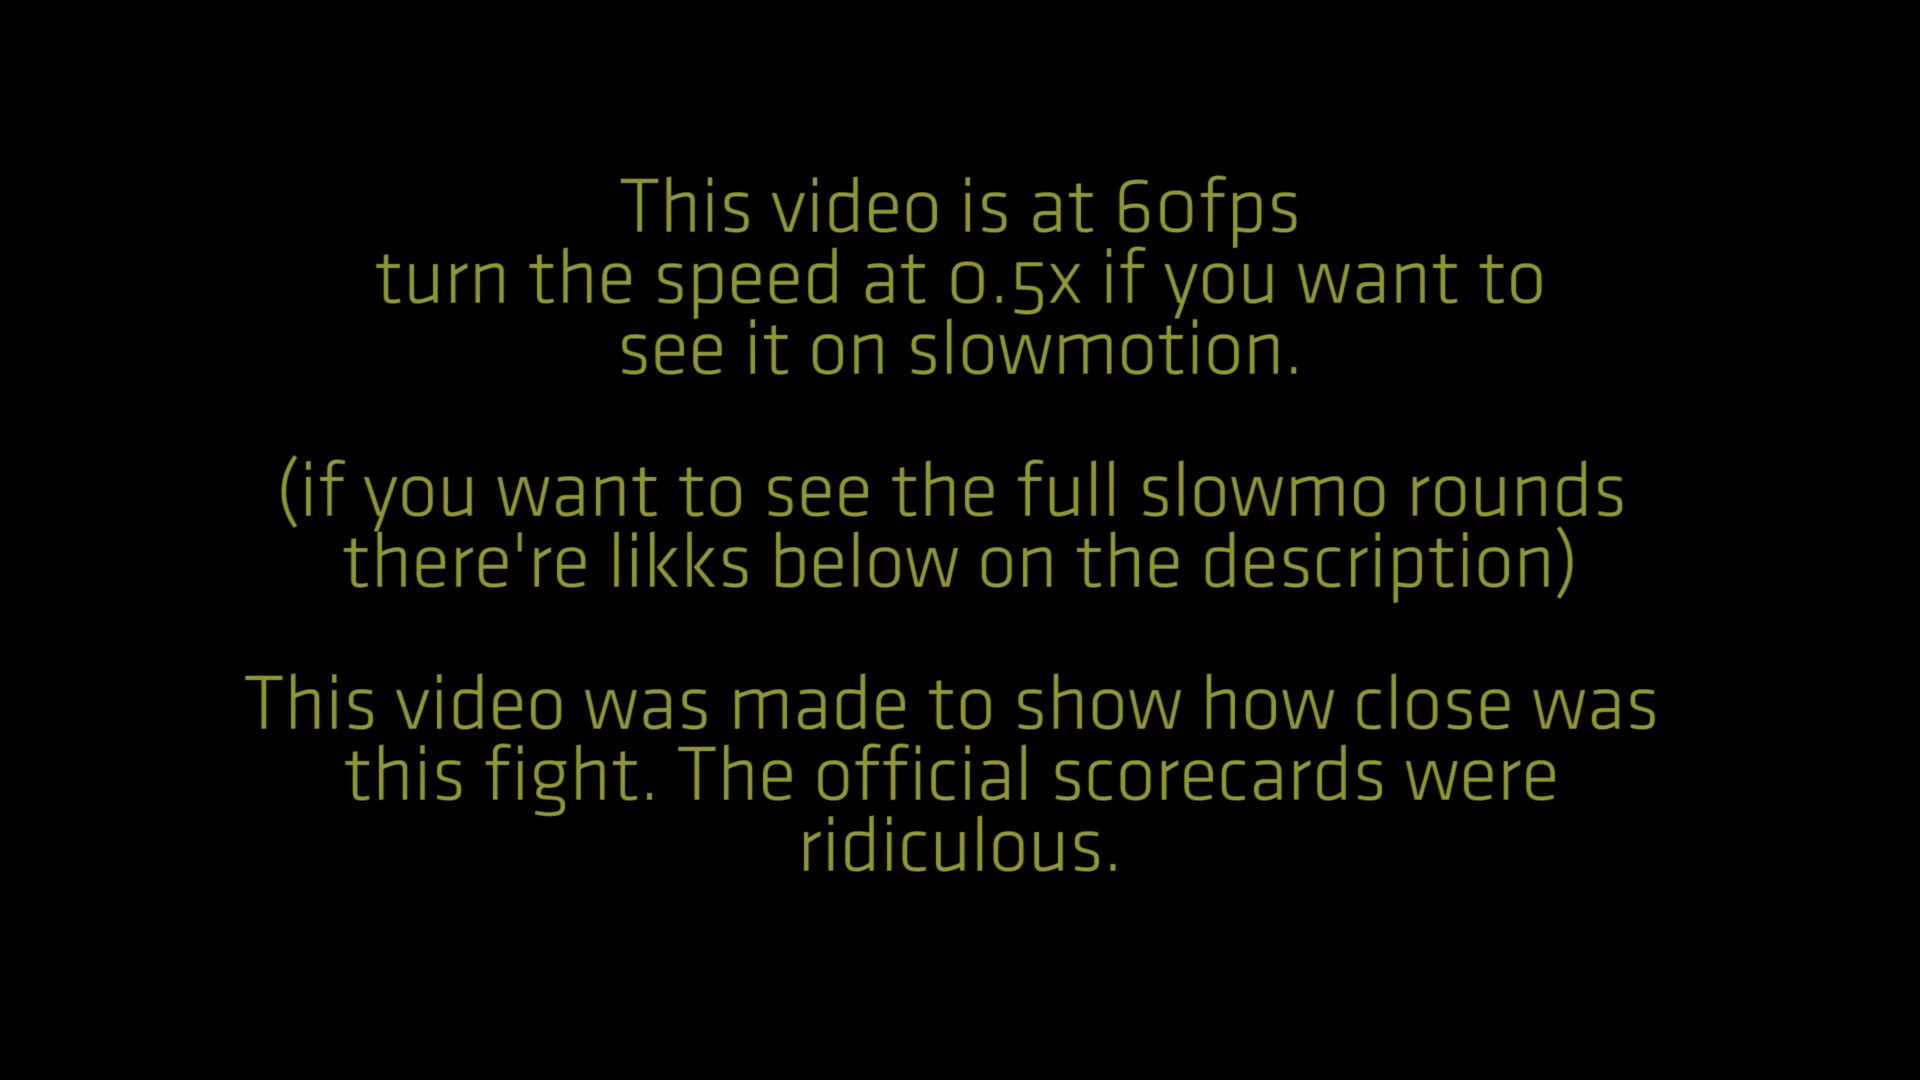 This video is at 60fps
turn the speed at 0.5x if you want to
see it on slowmotion.
(if you want to see the full slowmo rounds
there're likks below on the description)
This video was made to show how close was
this fight. The official scorecards were
ridiculous.